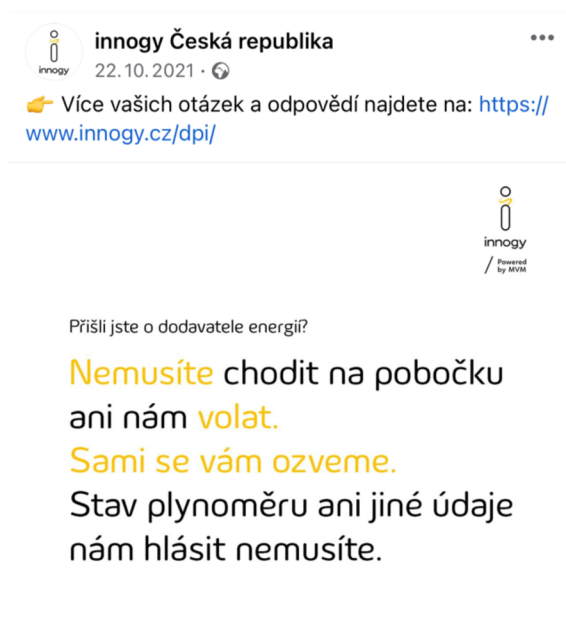 innogy Česká republika
innogy
22. 10. 2021 ·
👉 Více vašich otázek a odpovědí najdete na: https://
www.innogy.cz/dpi/
innogy
Powered
by MVM
Přišli jste o dodavatele energií?
Nemusíte chodit na pobočku
ani nám volat.
Sami se vám ozveme.
Stav plynoměru ani jiné údaje
nám hlásit nemusíte.